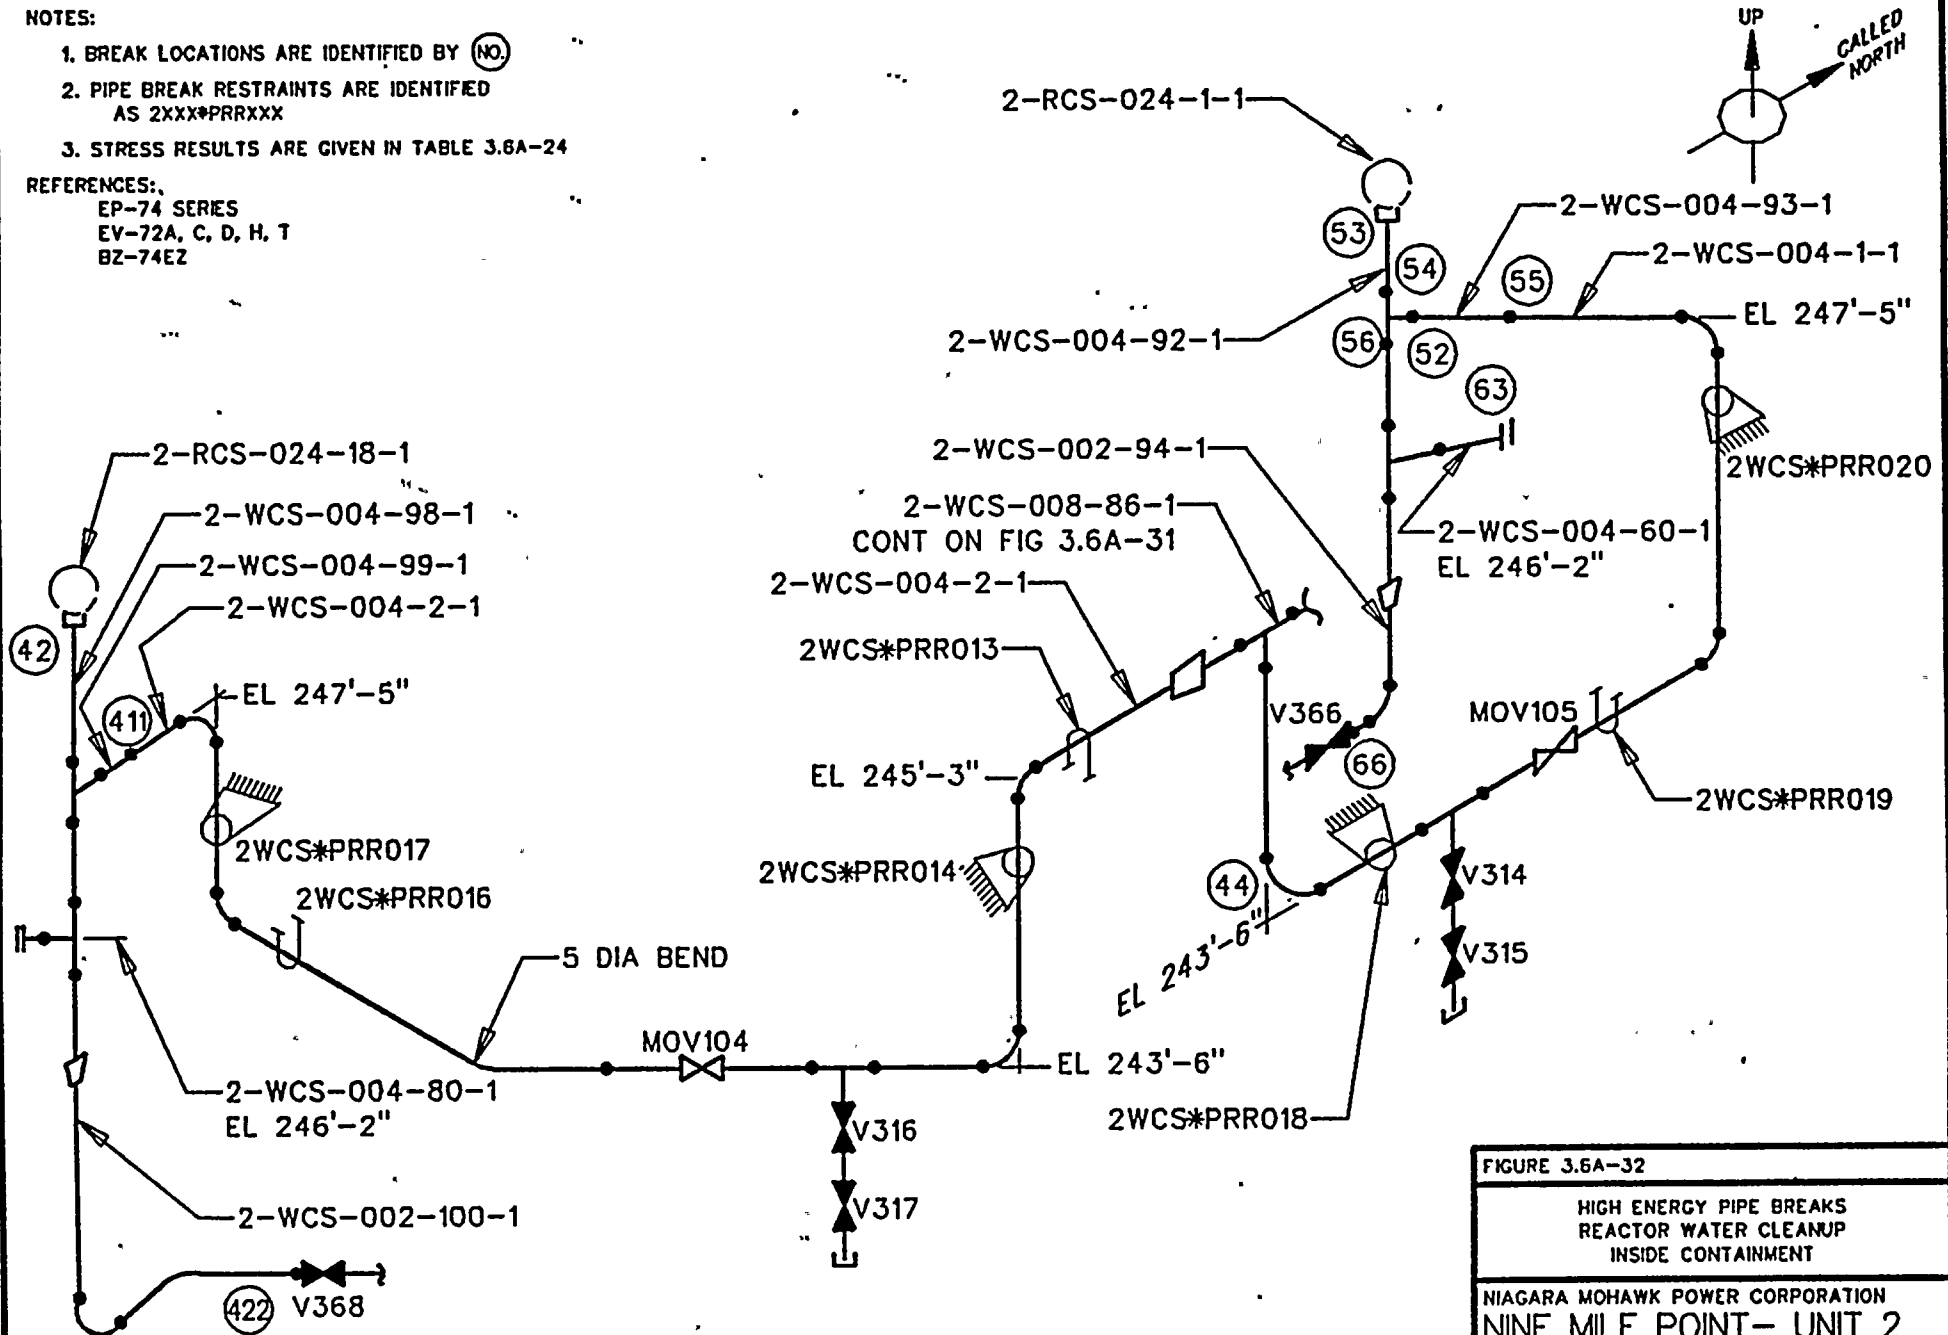 NOTES:
1. BREAK LOCATIONS ARE IDENTIFIED BY NO.
2. PIPE BREAK RESTRAINTS ARE IDENTIFIED
AS 2XXX*PRRXXX
3. STRESS RESULTS ARE GIVEN IN TABLE 3.6A-24
REFERENCES:
EP-74 SERIES
EV-72A, C, D, H, T
BZ-74EZ
UP
CALLED
NORTH
2-RCS-024-1-1
53
54
55
2-WCS-004-93-1
2-WCS-004-1-1
EL 247'-5"
2-WCS-004-92-1
56
52
63
2-RCS-024-18-1
2-WCS-002-94-1
2WCS*PRR020
2-WCS-004-98-1
2-WCS-008-86-1
CONT ON FIG 3.6A-31
2-WCS-004-60-1
EL 246'-2"
2-WCS-004-99-1
2-WCS-004-2-1
2-WCS-004-2-1
42
2WCS*PRR013
EL 247'-5"
411
V366
MOV105
66
EL 245'-3"
2WCS*PRR019
2WCS*PRR017
2WCS*PRR014
2WCS*PRR016
44
V314
EL 243'-6"
V315
5 DIA BEND
MOV104
EL 243'-6"
2-WCS-004-80-1
EL 246'-2"
2WCS*PRR018
V316
V317
2-WCS-002-100-1
422
V368
FIGURE 3.6A-32
HIGH ENERGY PIPE BREAKS
REACTOR WATER CLEANUP
INSIDE CONTAINMENT
NIAGARA MOHAWK POWER CORPORATION
NINE MILE POINT- UNIT 2